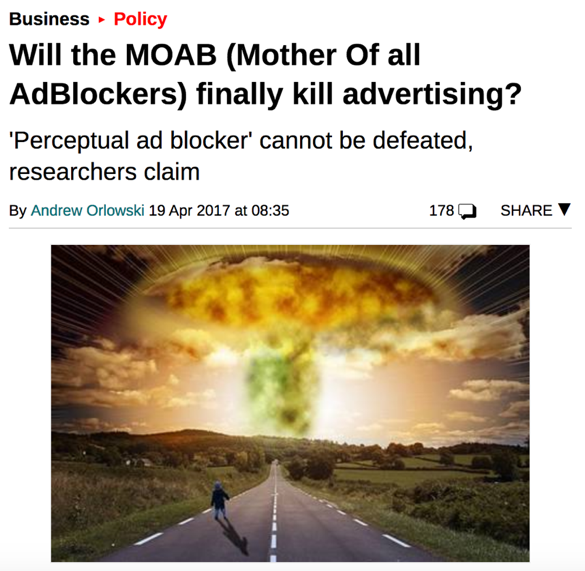 Business ▸ Policy
Will the MOAB (Mother Of all
AdBlockers) finally kill advertising?
'Perceptual ad blocker' cannot be defeated,
researchers claim
By Andrew Orlowski 19 Apr 2017 at 08:35 178 SHARE ▼